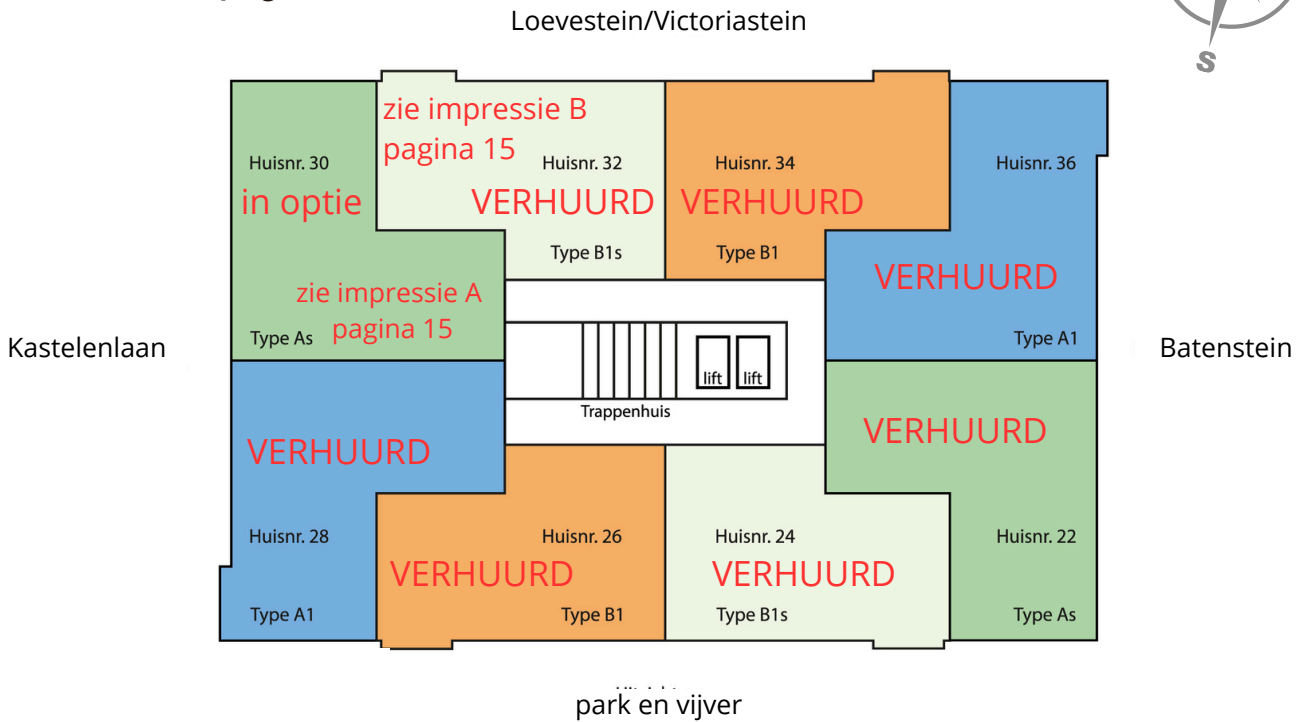 Loevestein/Victoriastein
S
zie impressie B
pagina 15
Huisnr. 30
in optie
Huisnr. 32
VERHUURD
Huisnr. 34
VERHUURD
Huisnr. 36
Type B1s
Type B1
VERHUURD
zie impressie A
pagina 15
Type As
Type A1
Kastelenlaan
Batenstein
lift
lift
Trappenhuis
VERHUURD
VERHUURD
Huisnr. 28
Huisnr. 26
Huisnr. 24
Huisnr. 22
VERHUURD
VERHUURD
Type A1
Type B1
Type B1s
Type As
park en vijver